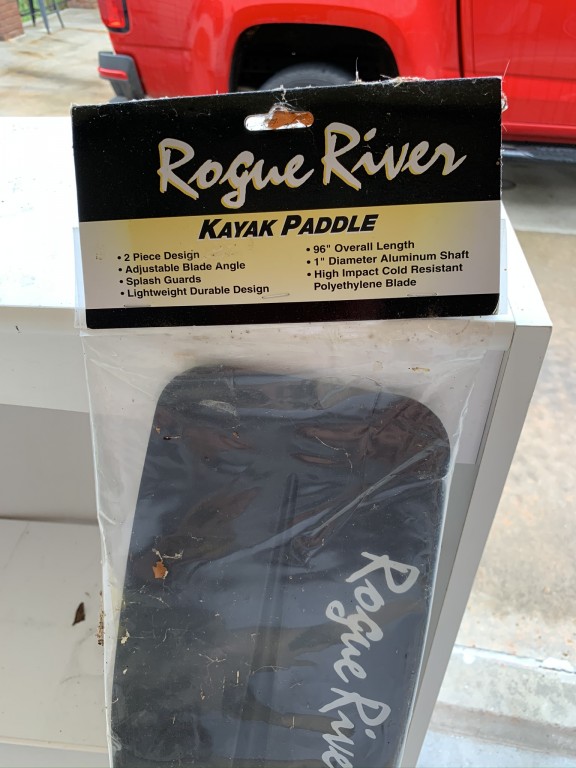 Rogue River
KAYAK PADDLE
• 2 Piece Design
• Adjustable Blade Angle
• Splash Guards
• Lightweight Durable Design
• 96" Overall Length
• 1" Diameter Aluminum Shaft
• High Impact Cold Resistant
Polyethylene Blade
Rogue Rive